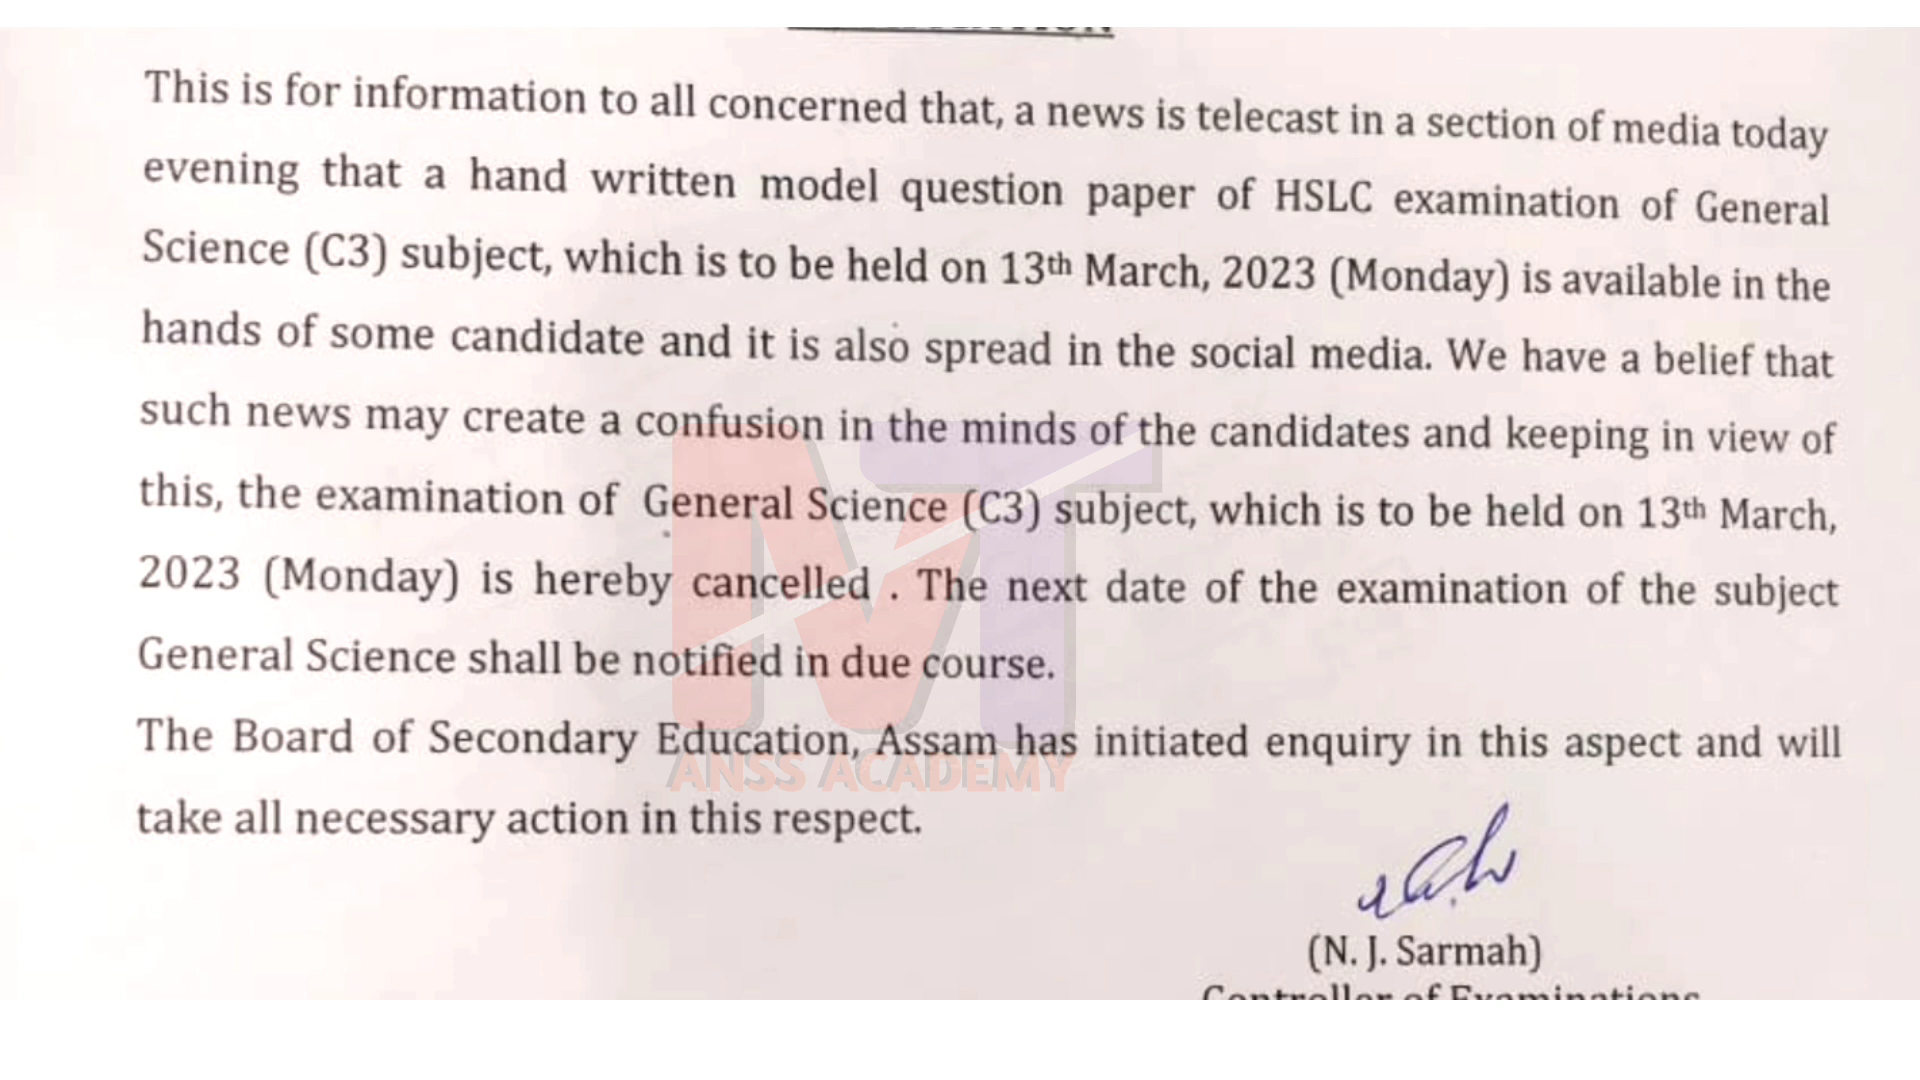 This is for information to all concerned that, a news is telecast in a section of media today
evening that a hand written model question paper of HSLC examination of General
Science (C3) subject, which is to be held on 13th March, 2023 (Monday) is available in the
hands of some candidate and it is also spread in the social media. We have a belief that
such news may create a confusion in the minds of the candidates and keeping in view of
this, the examination of General Science (C3) subject, which is to be held on 13th March,
2023 (Monday) is hereby cancelled . The next date of the examination of the subject
General Science shall be notified in due course.
The Board of Secondary Education, Assam has initiated enquiry in this aspect and will
ANSS ACADEMY
take all necessary action in this respect.
(N. J. Sarmah)
Controller of Examinations